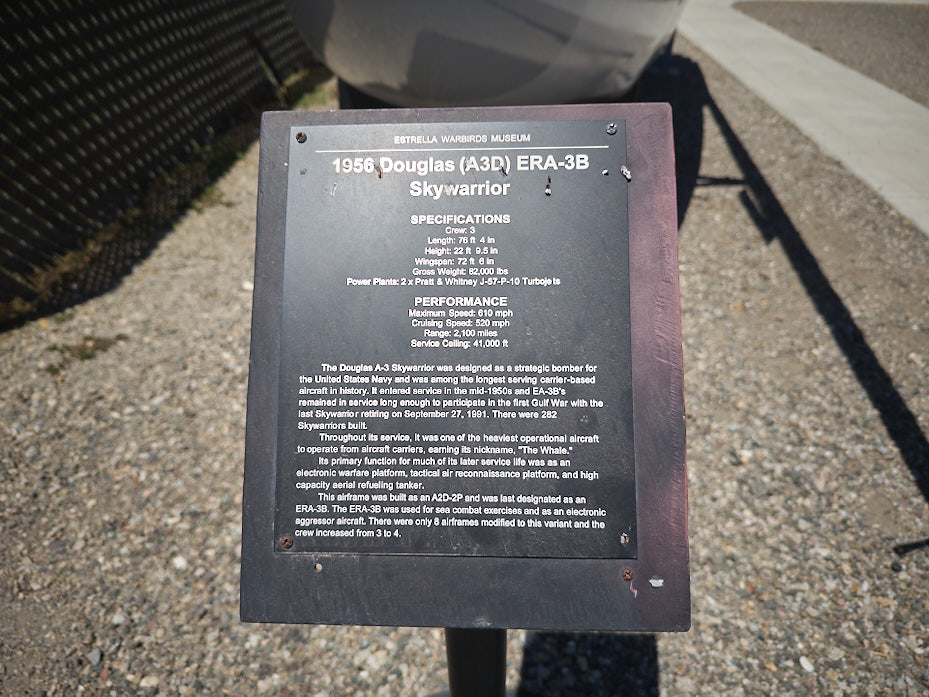 ESTRELLA WARBIRDS MUSEUM
1956 Douglas (A3D) ERA-3B
Skywarrior
SPECIFICATIONS
Crew: 3
Length: 76 ft 4 in
Height: 22 ft 9.5 in
Wingspan: 72 ft 6 in
Gross Weight: 82,000 lbs
Power Plants: 2 x Pratt & Whitney J-57-P-10 Turbojets
PERFORMANCE
Maximum Speed: 610 mph
Cruising Speed: 520 mph
Range: 2,100 miles
Service Ceiling: 41,000 ft
The Douglas A-3 Skywarrior was designed as a strategic bomber for
the United States Navy and was among the longest serving carrier-based
aircraft in history. It entered service in the mid-1950s and EA-3B's
remained in service long enough to participate in the first Gulf War with the
last Skywarrior retiring on September 27, 1991. There were 282
Skywarriors built.
Throughout its service, it was one of the heaviest operational aircraft
to operate from aircraft carriers, earning its nickname, "The Whale."
Its primary function for much of its later service life was as an
electronic warfare platform, tactical air reconnaissance platform, and high
capacity aerial refueling tanker.
This airframe was built as an A2D-2P and was last designated as an
ERA-3B. The ERA-3B was used for sea combat exercises and as an electronic
aggressor aircraft. There were only 8 airframes modified to this variant and the
crew increased from 3 to 4.